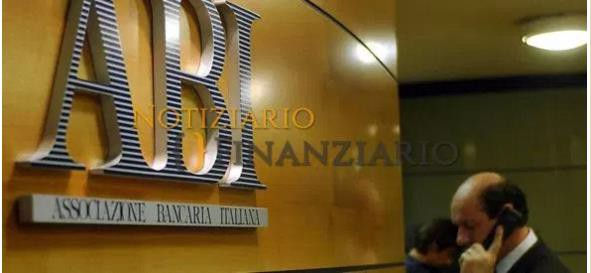 ABI
ASSOCIAZIONE BANCARIA ITALIANA
NOTIZIARIO
FINANZIARIO